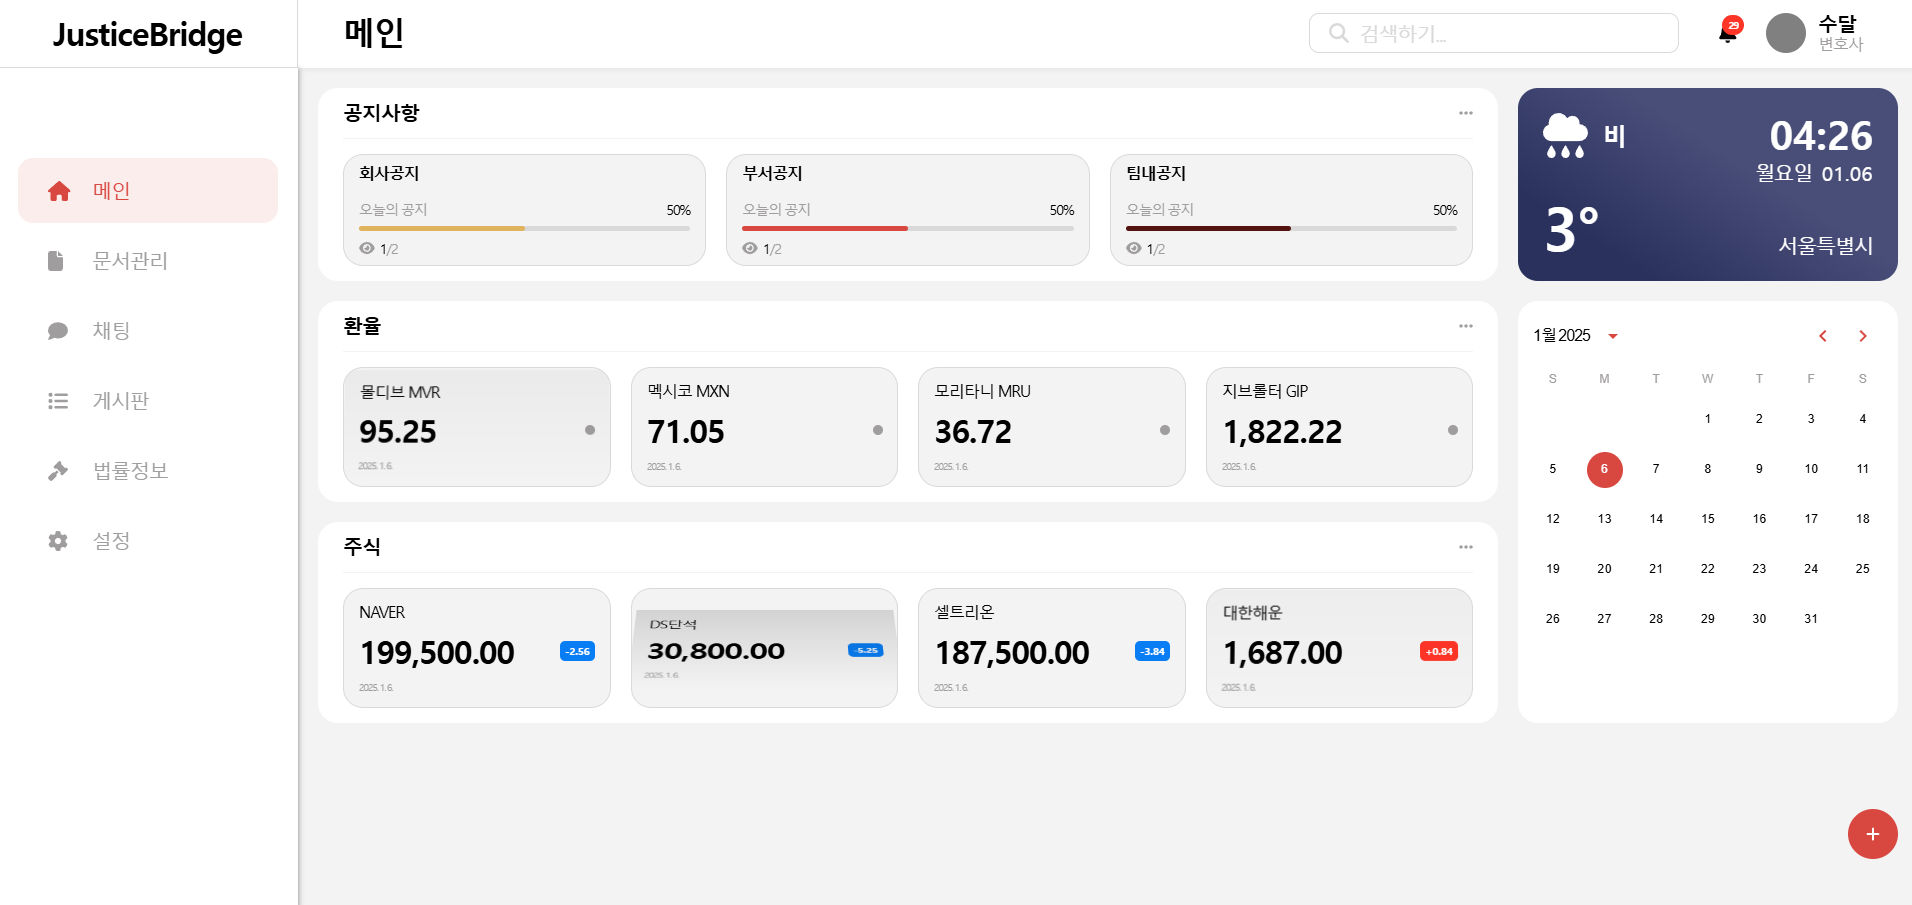 JusticeBridge
메인
검색하기...
29
수달
변호사
메인
문서관리
채팅
게시판
법률정보
설정
공지사항
회사공지
오늘의 공지 50%
1/2
부서공지
오늘의 공지 50%
1/2
팀내공지
오늘의 공지 50%
1/2
환율
몰디브 MVR
95.25
2025. 1. 6.
멕시코 MXN
71.05
2025. 1. 6.
모리타니 MRU
36.72
2025. 1. 6.
지브롤터 GIP
1,822.22
2025. 1. 6.
주식
NAVER
199,500.00 -2.56
2025. 1. 6.
DS단석
30,800.00 -5.25
2025. 1. 6.
셀트리온
187,500.00 -3.84
2025. 1. 6.
대한해운
1,687.00 +0.84
2025. 1. 6.
비
04:26
월요일 01.06
3°
서울특별시
1월 2025
S M T W T F S
1 2 3 4
5 6 7 8 9 10 11
12 13 14 15 16 17 18
19 20 21 22 23 24 25
26 27 28 29 30 31
+